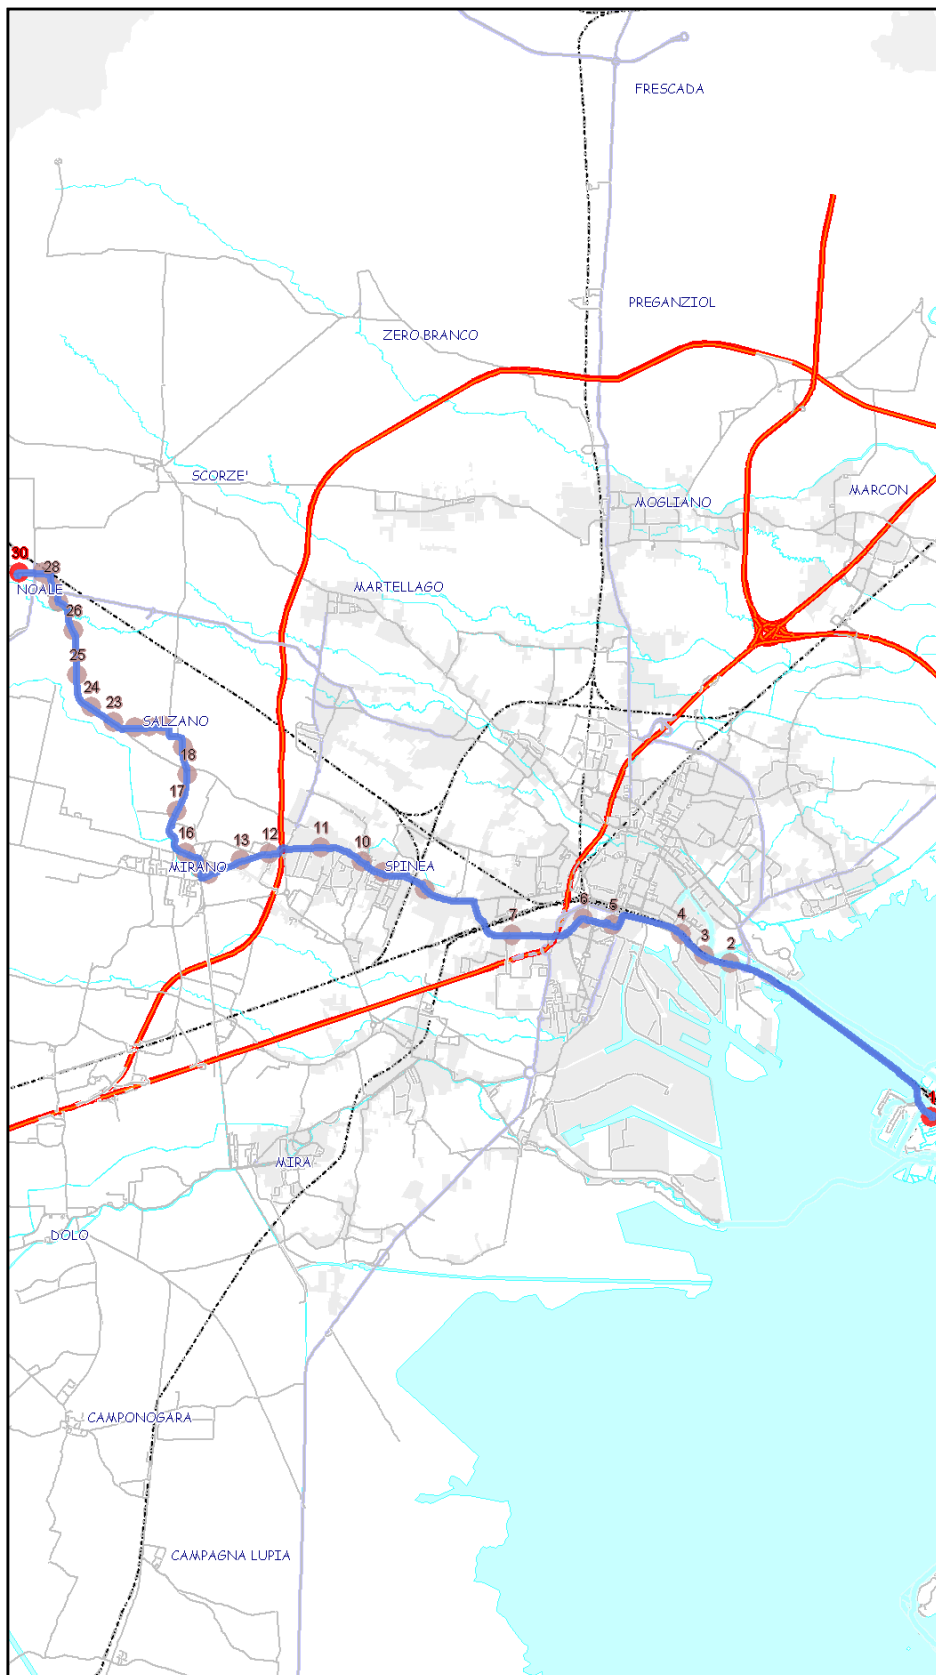 FRESCADA
PREGANZIOL
ZERO BRANCO
SCORZE'
MARCON
MOGLIANO
30
28
MARTELLAGO
NOALE
26
25
24
23
SALZANO
18
17
16
13
12
11
10
MIRANO
SPINEA
7
6
5
4
3
2
MIRA
DOLO
CAMPONOGARA
CAMPAGNA LUPIA